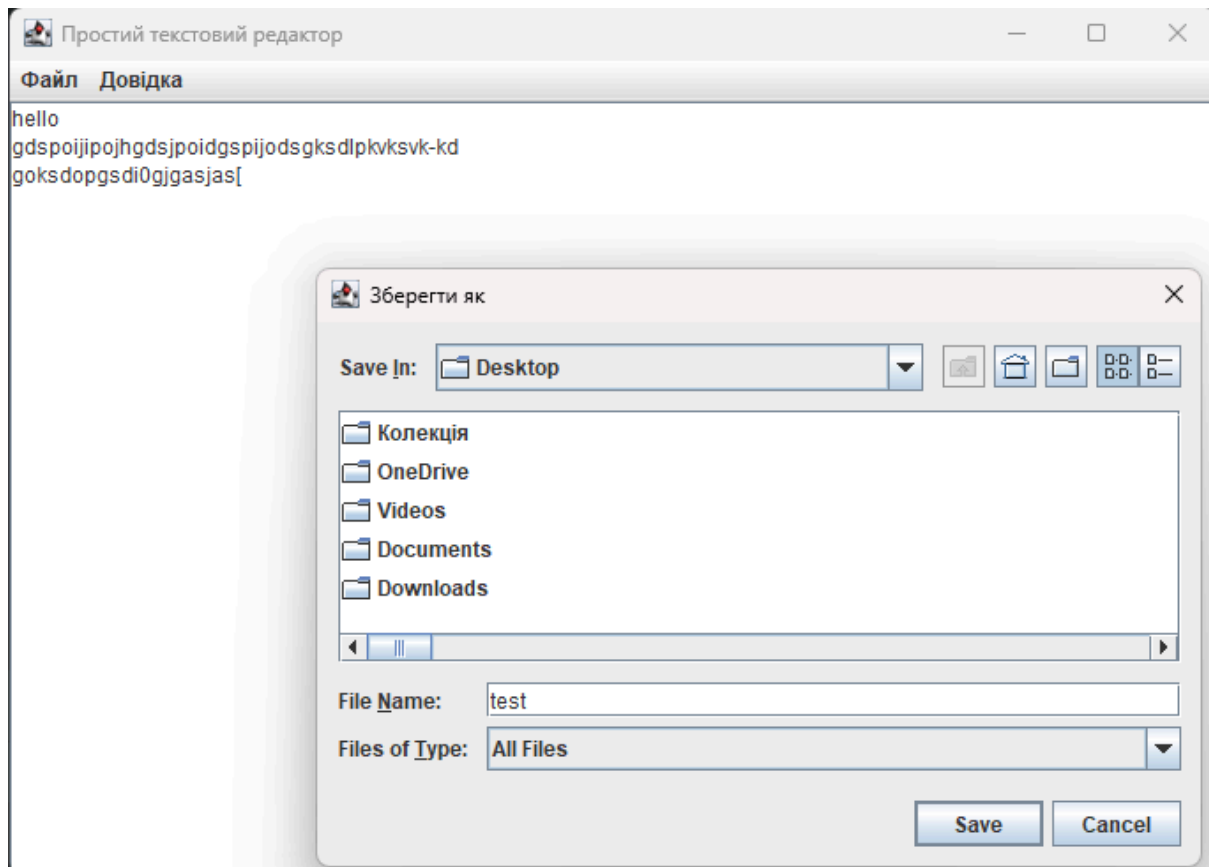 Простий текстовий редактор
Файл Довідка
hello
gdspoijipojhgdsjpoidgspijodsgksdlpkvksvk-kd
goksdopgsdi0gjgasjas[
Зберегти як
Save In: Desktop
Колекція
OneDrive
Videos
Documents
Downloads
File Name: test
Files of Type: All Files
Save Cancel